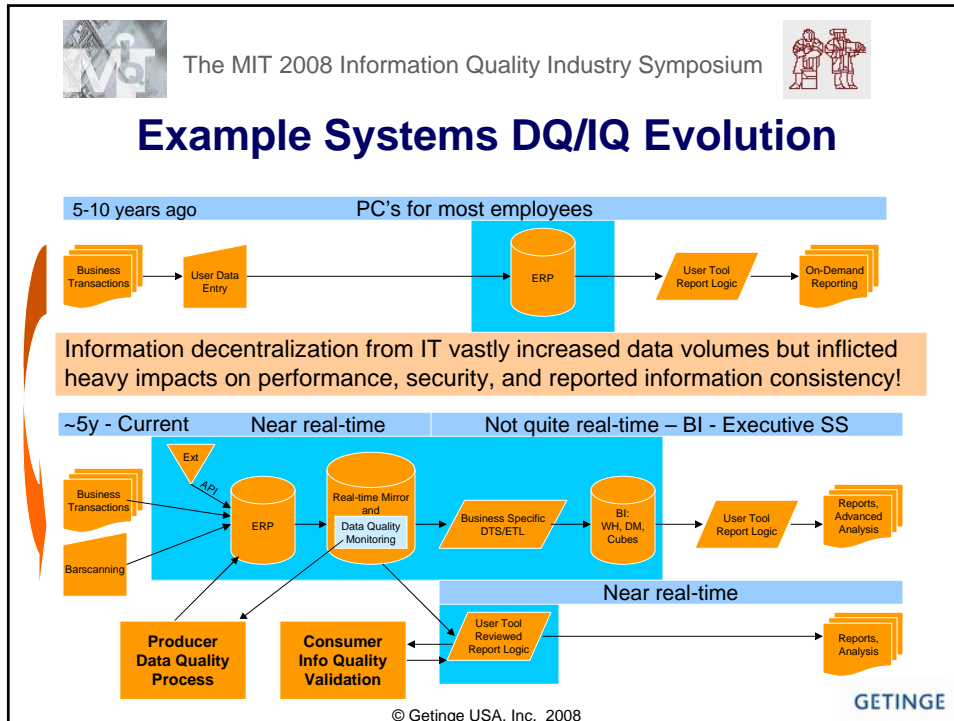 The MIT 2008 Information Quality Industry Symposium
MIT
Example Systems DQ/IQ Evolution
5-10 years ago
PC's for most employees
Business
Transactions
User Data
Entry
ERP
User Tool
Report Logic
On-Demand
Reporting
Information decentralization from IT vastly increased data volumes but inflicted
heavy impacts on performance, security, and reported information consistency!
~5y - Current
Near real-time
Not quite real-time – BI - Executive SS
Ext
API
Business
Transactions
Barscanning
ERP
Real-time Mirror
and
Data Quality
Monitoring
Business Specific
DTS/ETL
BI:
WH, DM,
Cubes
User Tool
Report Logic
Reports,
Advanced
Analysis
Near real-time
Producer
Data Quality
Process
Consumer
Info Quality
Validation
User Tool
Reviewed
Report Logic
Reports,
Analysis
© Getinge USA, Inc. 2008
GETINGE